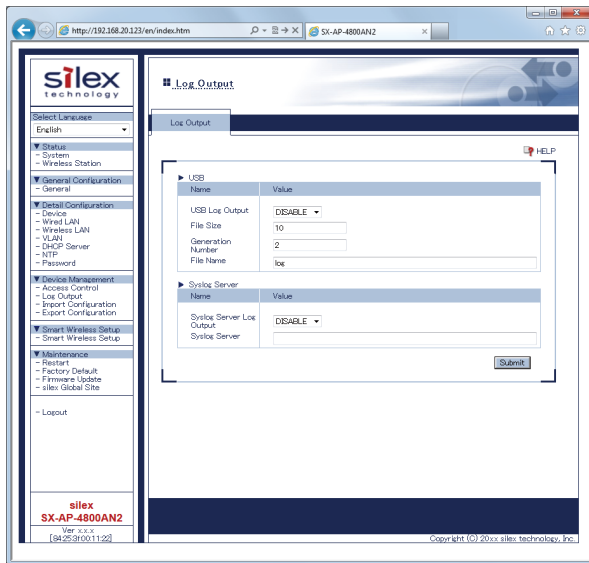 http://192.168.20.123/en/index.htm
SX-AP-4800AN2
silex
technology
Select Language
English
▼ Status
- System
- Wireless Station
▼ General Configuration
- General
▼ Detail Configuration
- Device
- Wired LAN
- Wireless LAN
- VLAN
- DHCP Server
- NTP
- Password
▼ Device Management
- Access Control
- Log Output
- Import Configuration
- Export Configuration
▼ Smart Wireless Setup
- Smart Wireless Setup
▼ Maintenance
- Restart
- Factory Default
- Firmware Update
- silex Global Site
- Logout
silex
SX-AP-4800AN2
Ver x.x.x
[84:25:3f:00:11:22]
Log Output
Log Output
HELP
▶ USB
Name Value
USB Log Output DISABLE
File Size 10
Generation Number 2
File Name log
▶ Syslog Server
Name Value
Syslog Server Log Output DISABLE
Syslog Server
Submit
Copyright (C) 20xx silex technology, Inc.